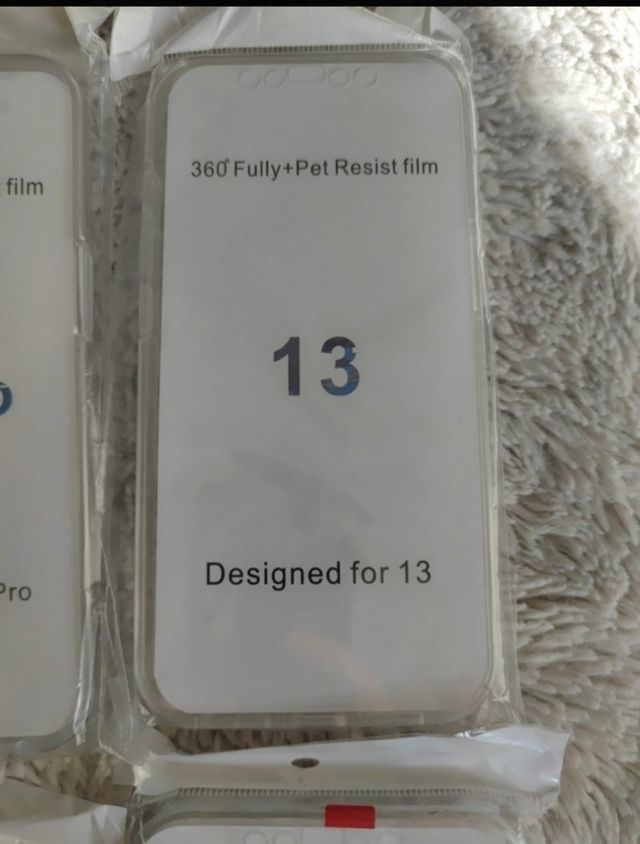 360° Fully+Pet Resist film
13
Designed for 13
film
Pro